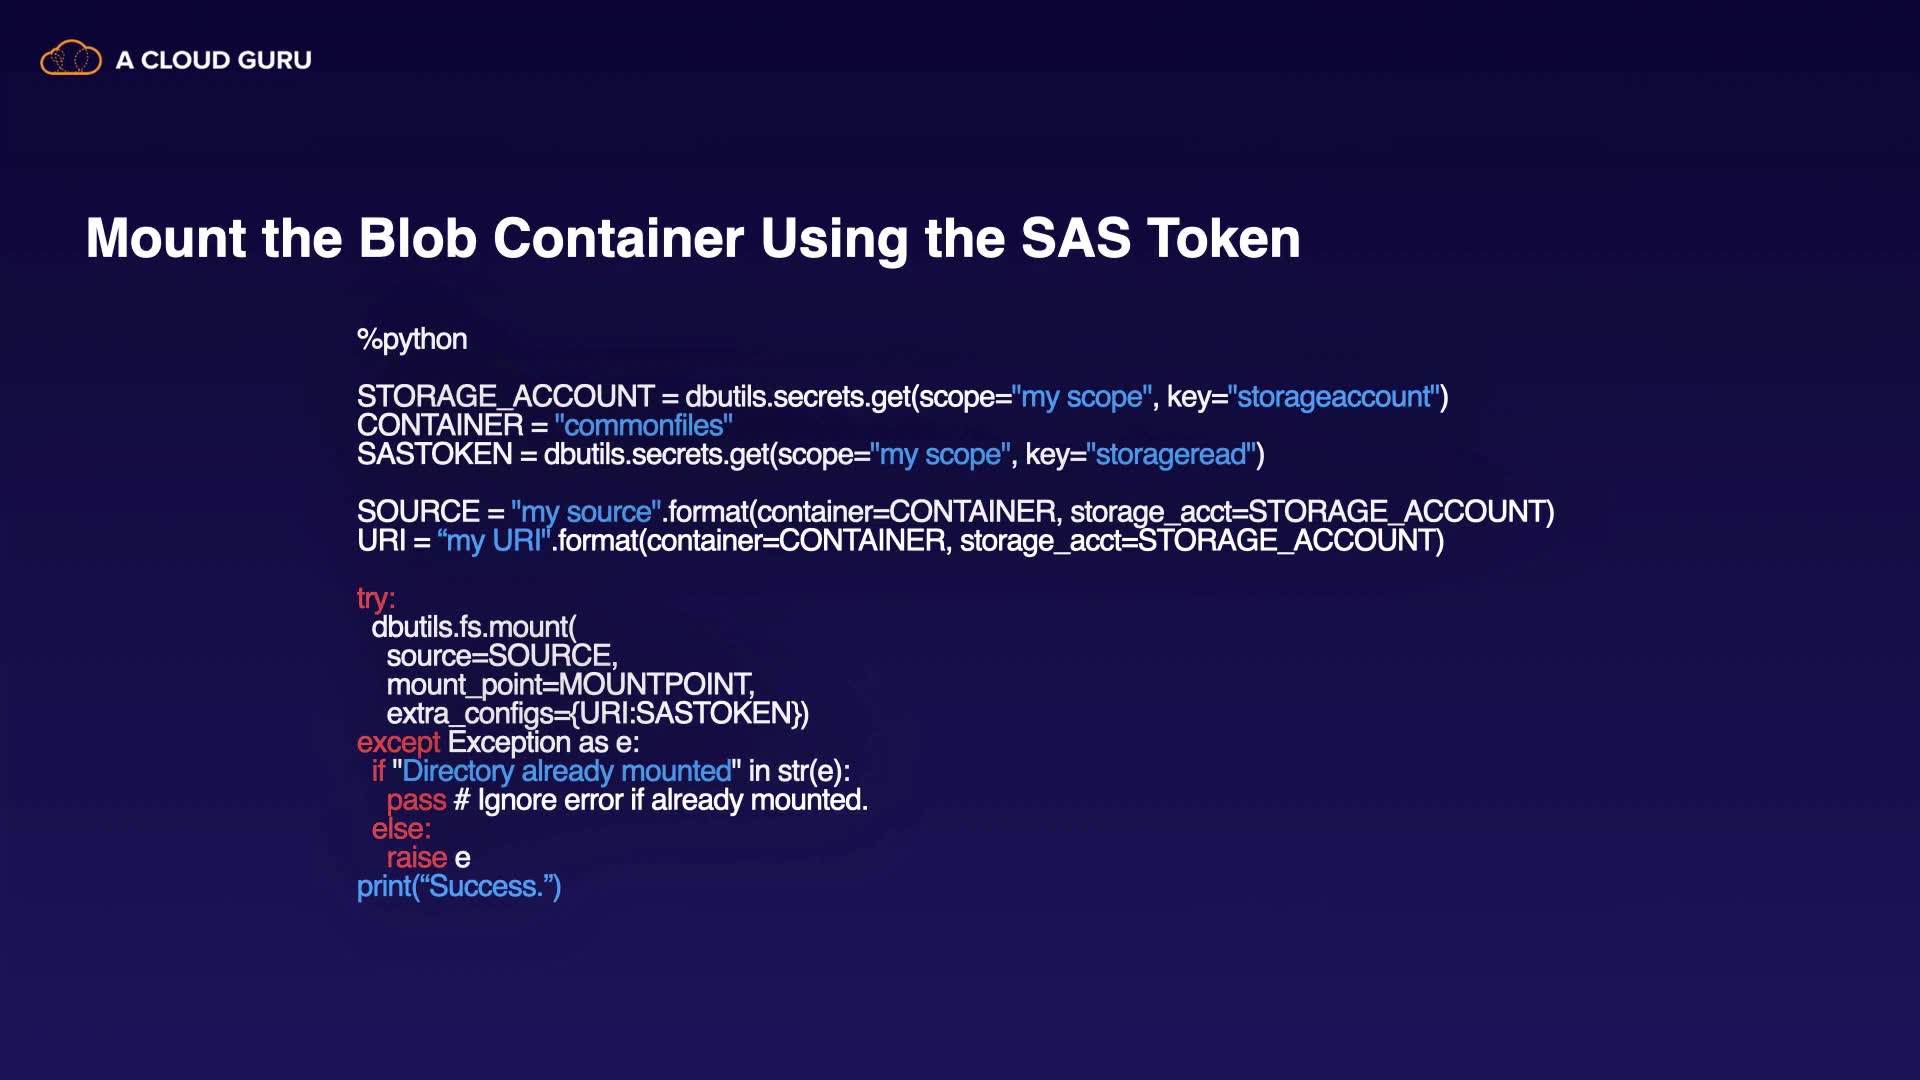 A CLOUD GURU
Mount the Blob Container Using the SAS Token
%python
STORAGE_ACCOUNT = dbutils.secrets.get(scope="my scope", key="storageaccount")
CONTAINER = "commonfiles"
SASTOKEN = dbutils.secrets.get(scope="my scope", key="storageread")
SOURCE = "my source".format(container=CONTAINER, storage_acct=STORAGE_ACCOUNT)
URI = “my URI".format(container=CONTAINER, storage_acct=STORAGE_ACCOUNT)
try:
dbutils.fs.mount(
source=SOURCE,
mount_point=MOUNTPOINT,
extra_configs={URI:SASTOKEN})
except Exception as e:
if "Directory already mounted" in str(e):
pass # Ignore error if already mounted.
else:
raise e
print(“Success.”)